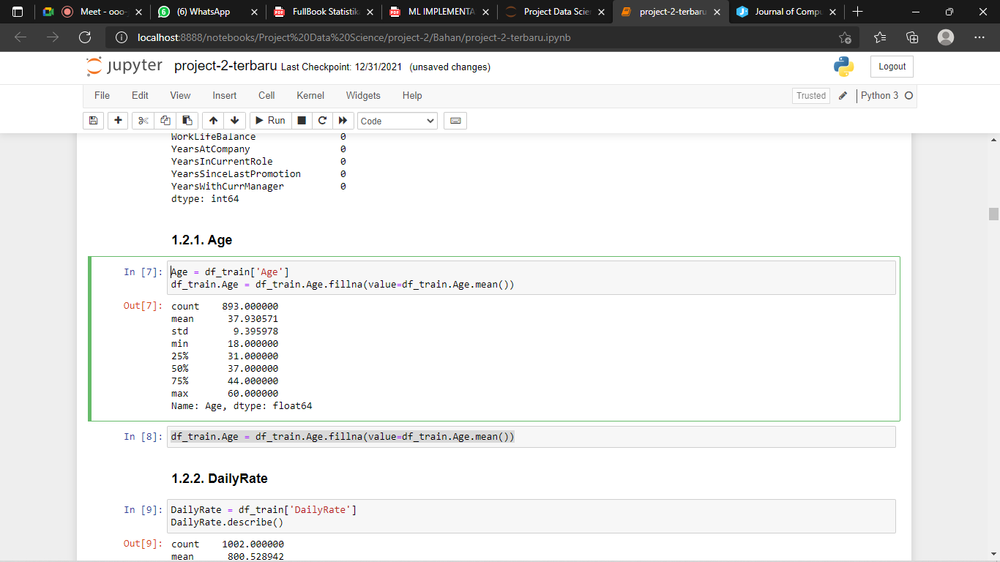 Meet - ooo-
(6) WhatsApp
FullBook Statistik
ML IMPLEMENTA
Project Data Scien
project-2-terbaru
Journal of Compu
localhost:8888/notebooks/Project%20Data%20Science/project-2/Bahan/project-2-terbaru.ipynb
jupyter project-2-terbaru Last Checkpoint: 12/31/2021 (unsaved changes)
Logout
File Edit View Insert Cell Kernel Widgets Help
Trusted Python 3
Run Code
WorkLifeBalance 0
YearsAtCompany 0
YearsInCurrentRole 0
YearsSinceLastPromotion 0
YearsWithCurrManager 0
dtype: int64
1.2.1. Age
In [7]: Age = df_train['Age']
df_train.Age = df_train.Age.fillna(value=df_train.Age.mean())
Out[7]: count 893.000000
mean 37.930571
std 9.395978
min 18.000000
25% 31.000000
50% 37.000000
75% 44.000000
max 60.000000
Name: Age, dtype: float64
In [8]: df_train.Age = df_train.Age.fillna(value=df_train.Age.mean())
1.2.2. DailyRate
In [9]: DailyRate = df_train['DailyRate']
DailyRate.describe()
Out[9]: count 1002.000000
mean 800.528942